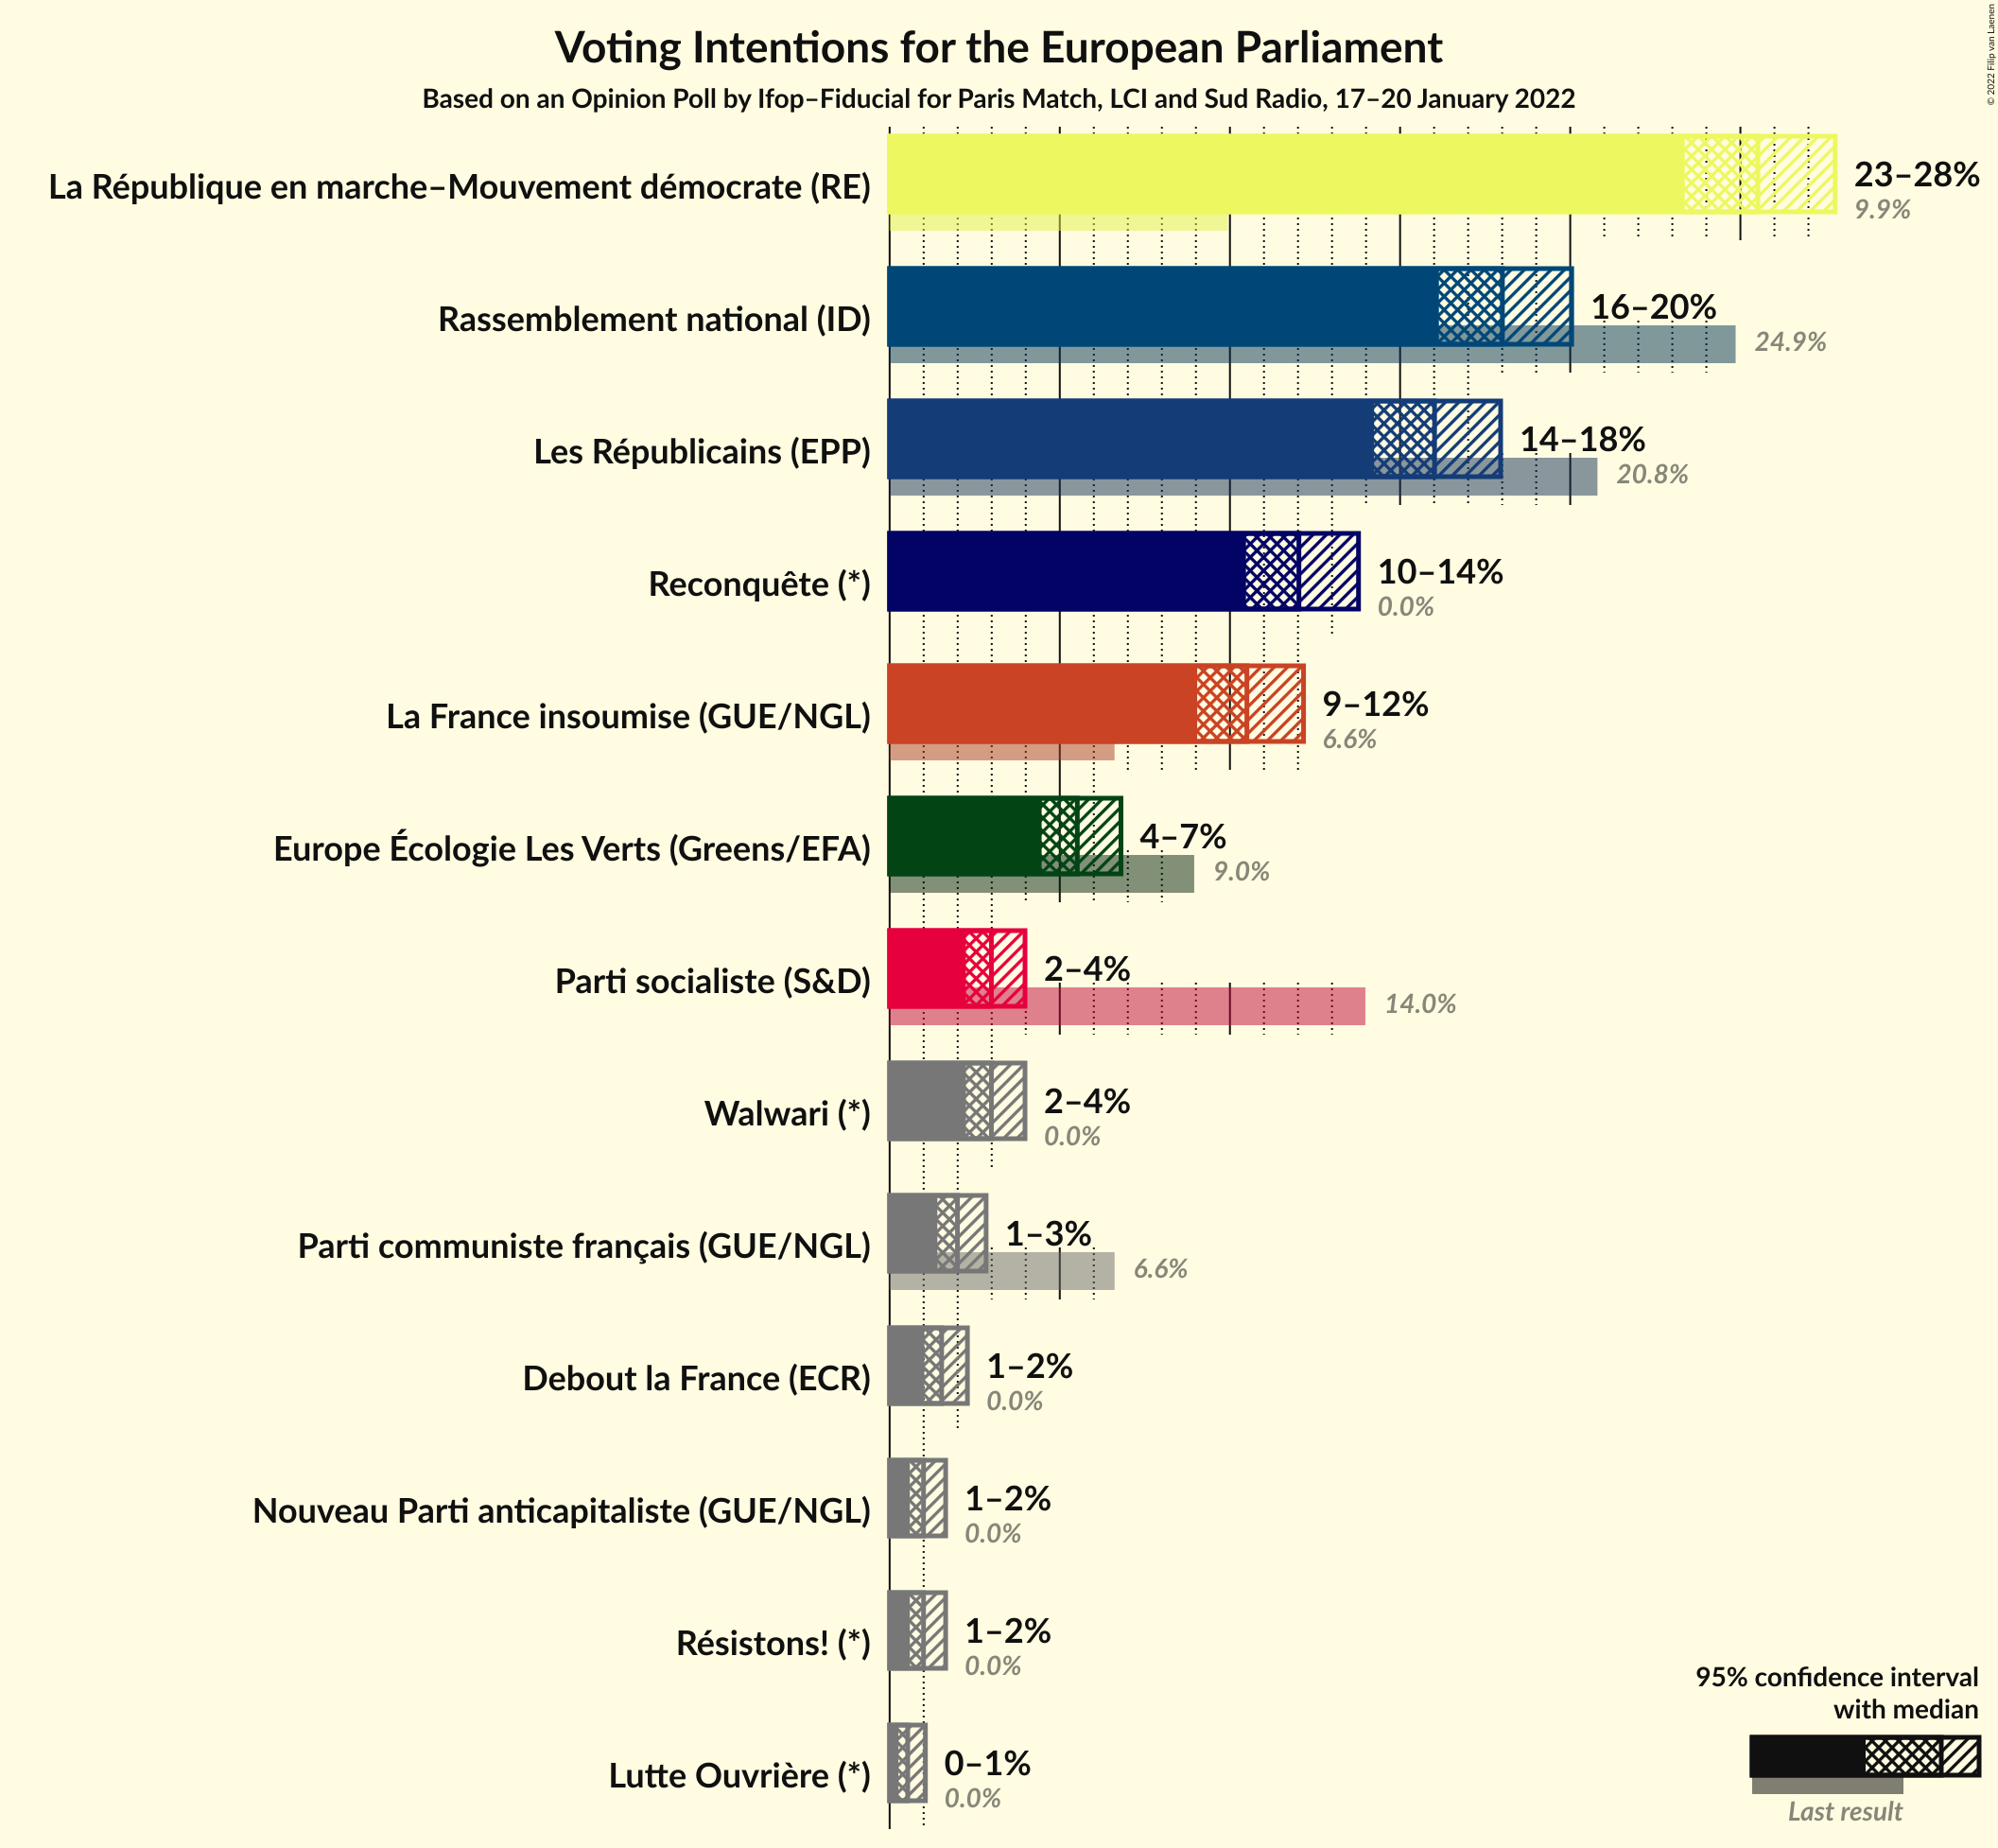 Voting Intentions for the European Parliament
Based on an Opinion Poll by Ifop–Fiducial for Paris Match, LCI and Sud Radio, 17–20 January 2022
© 2022 Filip van Laenen
La République en marche–Mouvement démocrate (RE)
23–28%
9.9%
Rassemblement national (ID)
16–20%
24.9%
Les Républicains (EPP)
14–18%
20.8%
Reconquête (*)
10–14%
0.0%
La France insoumise (GUE/NGL)
9–12%
6.6%
Europe Écologie Les Verts (Greens/EFA)
4–7%
9.0%
Parti socialiste (S&D)
2–4%
14.0%
Walwari (*)
2–4%
0.0%
Parti communiste français (GUE/NGL)
1–3%
6.6%
Debout la France (ECR)
1–2%
0.0%
Nouveau Parti anticapitaliste (GUE/NGL)
1–2%
0.0%
Résistons! (*)
1–2%
0.0%
Lutte Ouvrière (*)
0–1%
0.0%
95% confidence interval
with median
Last result